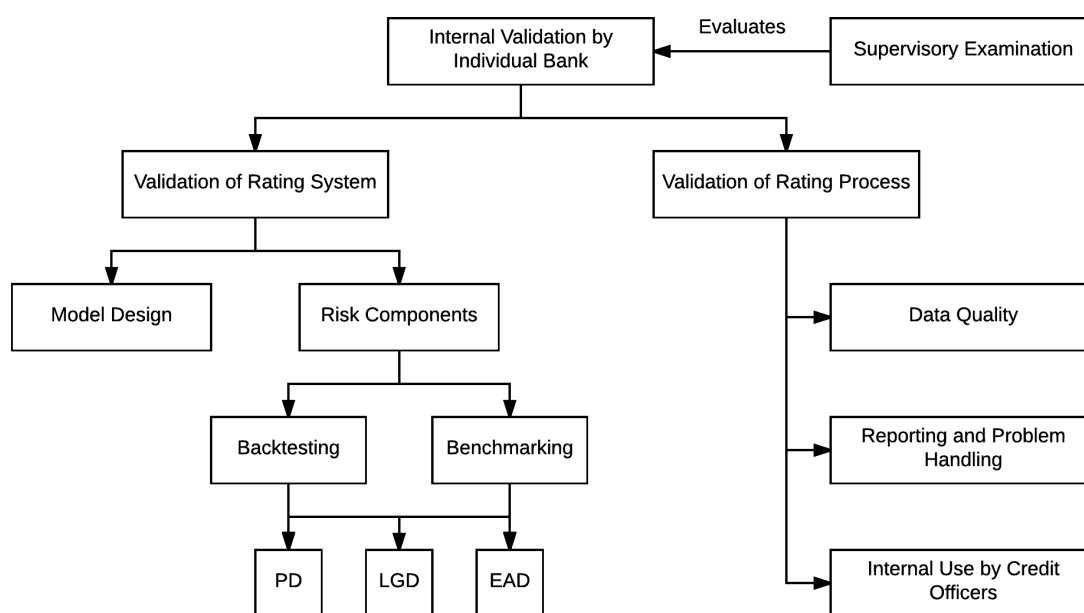 Internal Validation by
Individual Bank
Evaluates
Supervisory Examination
Validation of Rating System
Validation of Rating Process
Model Design
Risk Components
Data Quality
Backtesting
Benchmarking
Reporting and Problem
Handling
PD
LGD
EAD
Internal Use by Credit
Officers